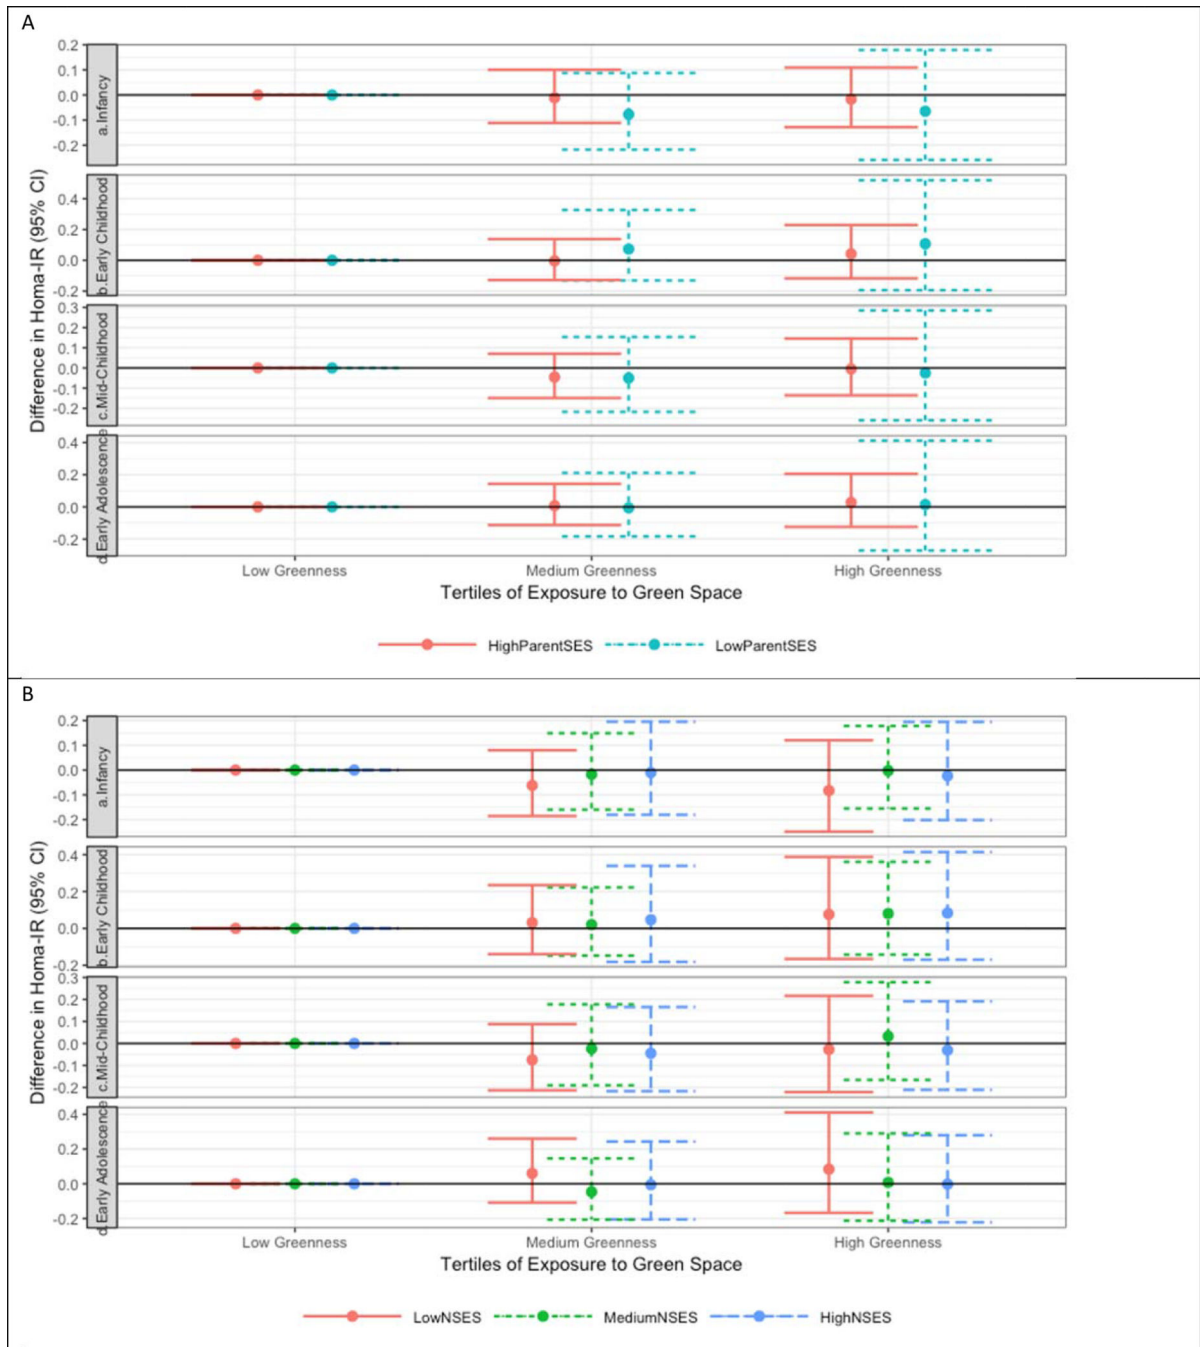 A
Difference in Homa-IR (95% CI)
a.Infancy
0.2
0.1
0.0
-0.1
-0.2
b.Early Childhood
0.4
0.2
0.0
-0.2
c.Mid-Childhood
0.3
0.2
0.1
0.0
-0.1
-0.2
d.Early Adolescence
0.4
0.2
0.0
-0.2
Low Greenness Medium Greenness High Greenness
Tertiles of Exposure to Green Space
HighParentSES LowParentSES
B
Difference in Homa-IR (95% CI)
a.Infancy
0.2
0.1
0.0
-0.1
-0.2
b.Early Childhood
0.4
0.2
0.0
-0.2
c.Mid-Childhood
0.3
0.2
0.1
0.0
-0.1
-0.2
d.Early Adolescence
0.4
0.2
0.0
-0.2
Low Greenness Medium Greenness High Greenness
Tertiles of Exposure to Green Space
LowNSES MediumNSES HighNSES